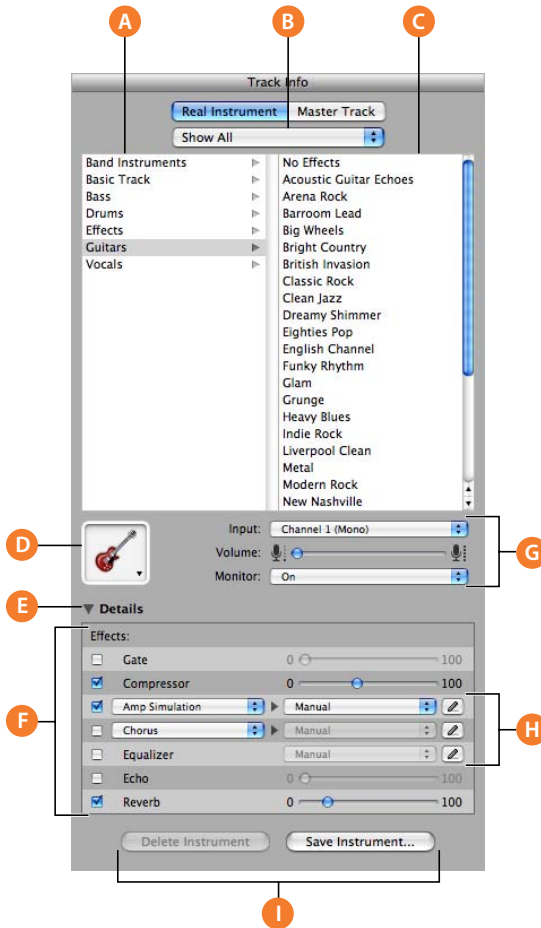 A B C
Track Info
Real Instrument Master Track
Show All
Band Instruments
Basic Track
Bass
Drums
Effects
Guitars
Vocals
No Effects
Acoustic Guitar Echoes
Arena Rock
Barroom Lead
Big Wheels
Bright Country
British Invasion
Classic Rock
Clean Jazz
Dreamy Shimmer
Eighties Pop
English Channel
Funky Rhythm
Glam
Grunge
Heavy Blues
Indie Rock
Liverpool Clean
Metal
Modern Rock
New Nashville
D
Input: Channel 1 (Mono)
Volume:
Monitor: On
G
E
Details
F
Effects:
Gate 0 100
Compressor 0 100
Amp Simulation Manual
Chorus Manual
Equalizer Manual
H
Echo 0 100
Reverb 0 100
Delete Instrument Save Instrument...
I